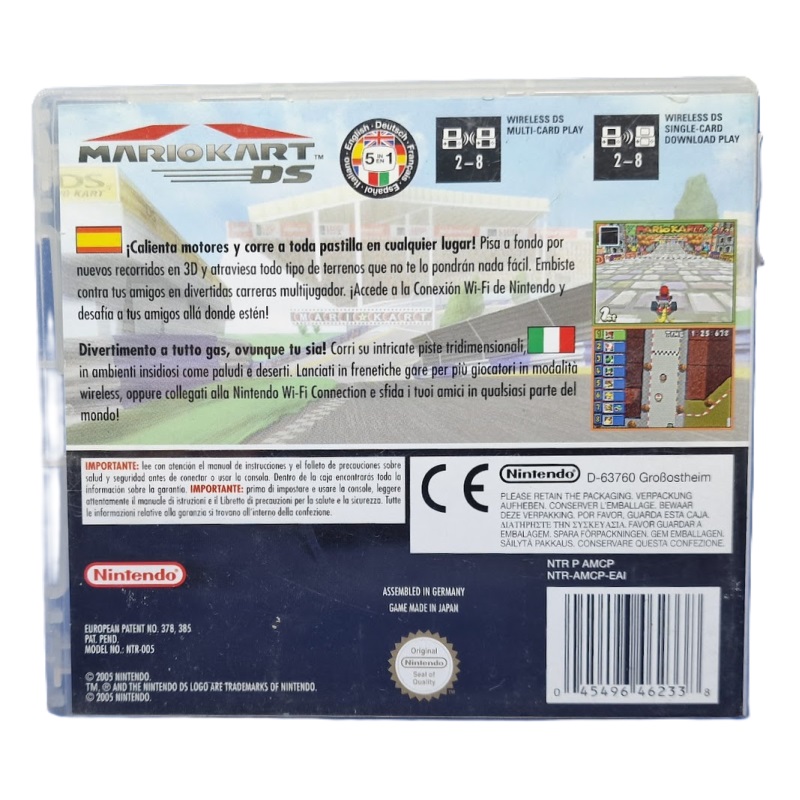 MARIOKART DS™
English · Deutsch · Français · Español · Italiano
5 IN EN 1
2-8
WIRELESS DS
MULTI-CARD PLAY
2-8
WIRELESS DS
SINGLE-CARD
DOWNLOAD PLAY
¡Calienta motores y corre a toda pastilla en cualquier lugar! Pisa a fondo por
nuevos recorridos en 3D y atraviesa todo tipo de terrenos que no te lo pondrán nada fácil. Embiste
contra tus amigos en divertidas carreras multijugador. ¡Accede a la Conexión Wi-Fi de Nintendo y
desafía a tus amigos allá donde estén!
Divertimento a tutto gas, ovunque tu sia! Corri su intricate piste tridimensionali,
in ambienti insidiosi come paludi e deserti. Lanciati in frenetiche gare per più giocatori in modalità
wireless, oppure collegati alla Nintendo Wi-Fi Connection e sfida i tuoi amici in qualsiasi parte del
mondo!
IMPORTANTE: lee con atención el manual de instrucciones y el folleto de precauciones sobre
salud y seguridad antes de conectar o usar la consola. Dentro de la caja encontrarás toda la
información sobre la garantía. IMPORTANTE: prima di impostare e usare la console, leggere
attentamente il manuale di istruzioni e il Libretto di precauzioni per la salute e la sicurezza. Tutte
le informazioni relative alla garanzia si trovano all'interno della confezione.
CE
Nintendo® D-63760 Großostheim
PLEASE RETAIN THE PACKAGING. VERPACKUNG
AUFHEBEN. CONSERVER L'EMBALLAGE. BEWAAR
DEZE VERPAKKING. POR FAVOR, GUARDA ESTA CAJA.
ΔΙΑΤΗΡΗΣΤΕ ΤΗΝ ΣΥΣΚΕΥΑΣΙΑ. FAVOR GUARDAR A
EMBALAGEM. SPARA FÖRPACKNINGEN. GEM EMBALLAGEN.
SÄILYTÄ PAKKAUS. CONSERVARE QUESTA CONFEZIONE.
Nintendo®
NTR P AMCP
NTR-AMCP-EAI
ASSEMBLED IN GERMANY
GAME MADE IN JAPAN
EUROPEAN PATENT NO. 378, 385
PAT. PEND.
MODEL NO.: NTR-005
Original
Nintendo
Seal of
Quality
© 2005 NINTENDO.
TM, ® AND THE NINTENDO DS LOGO ARE TRADEMARKS OF NINTENDO.
© 2005 NINTENDO.
0 45496 46233 8